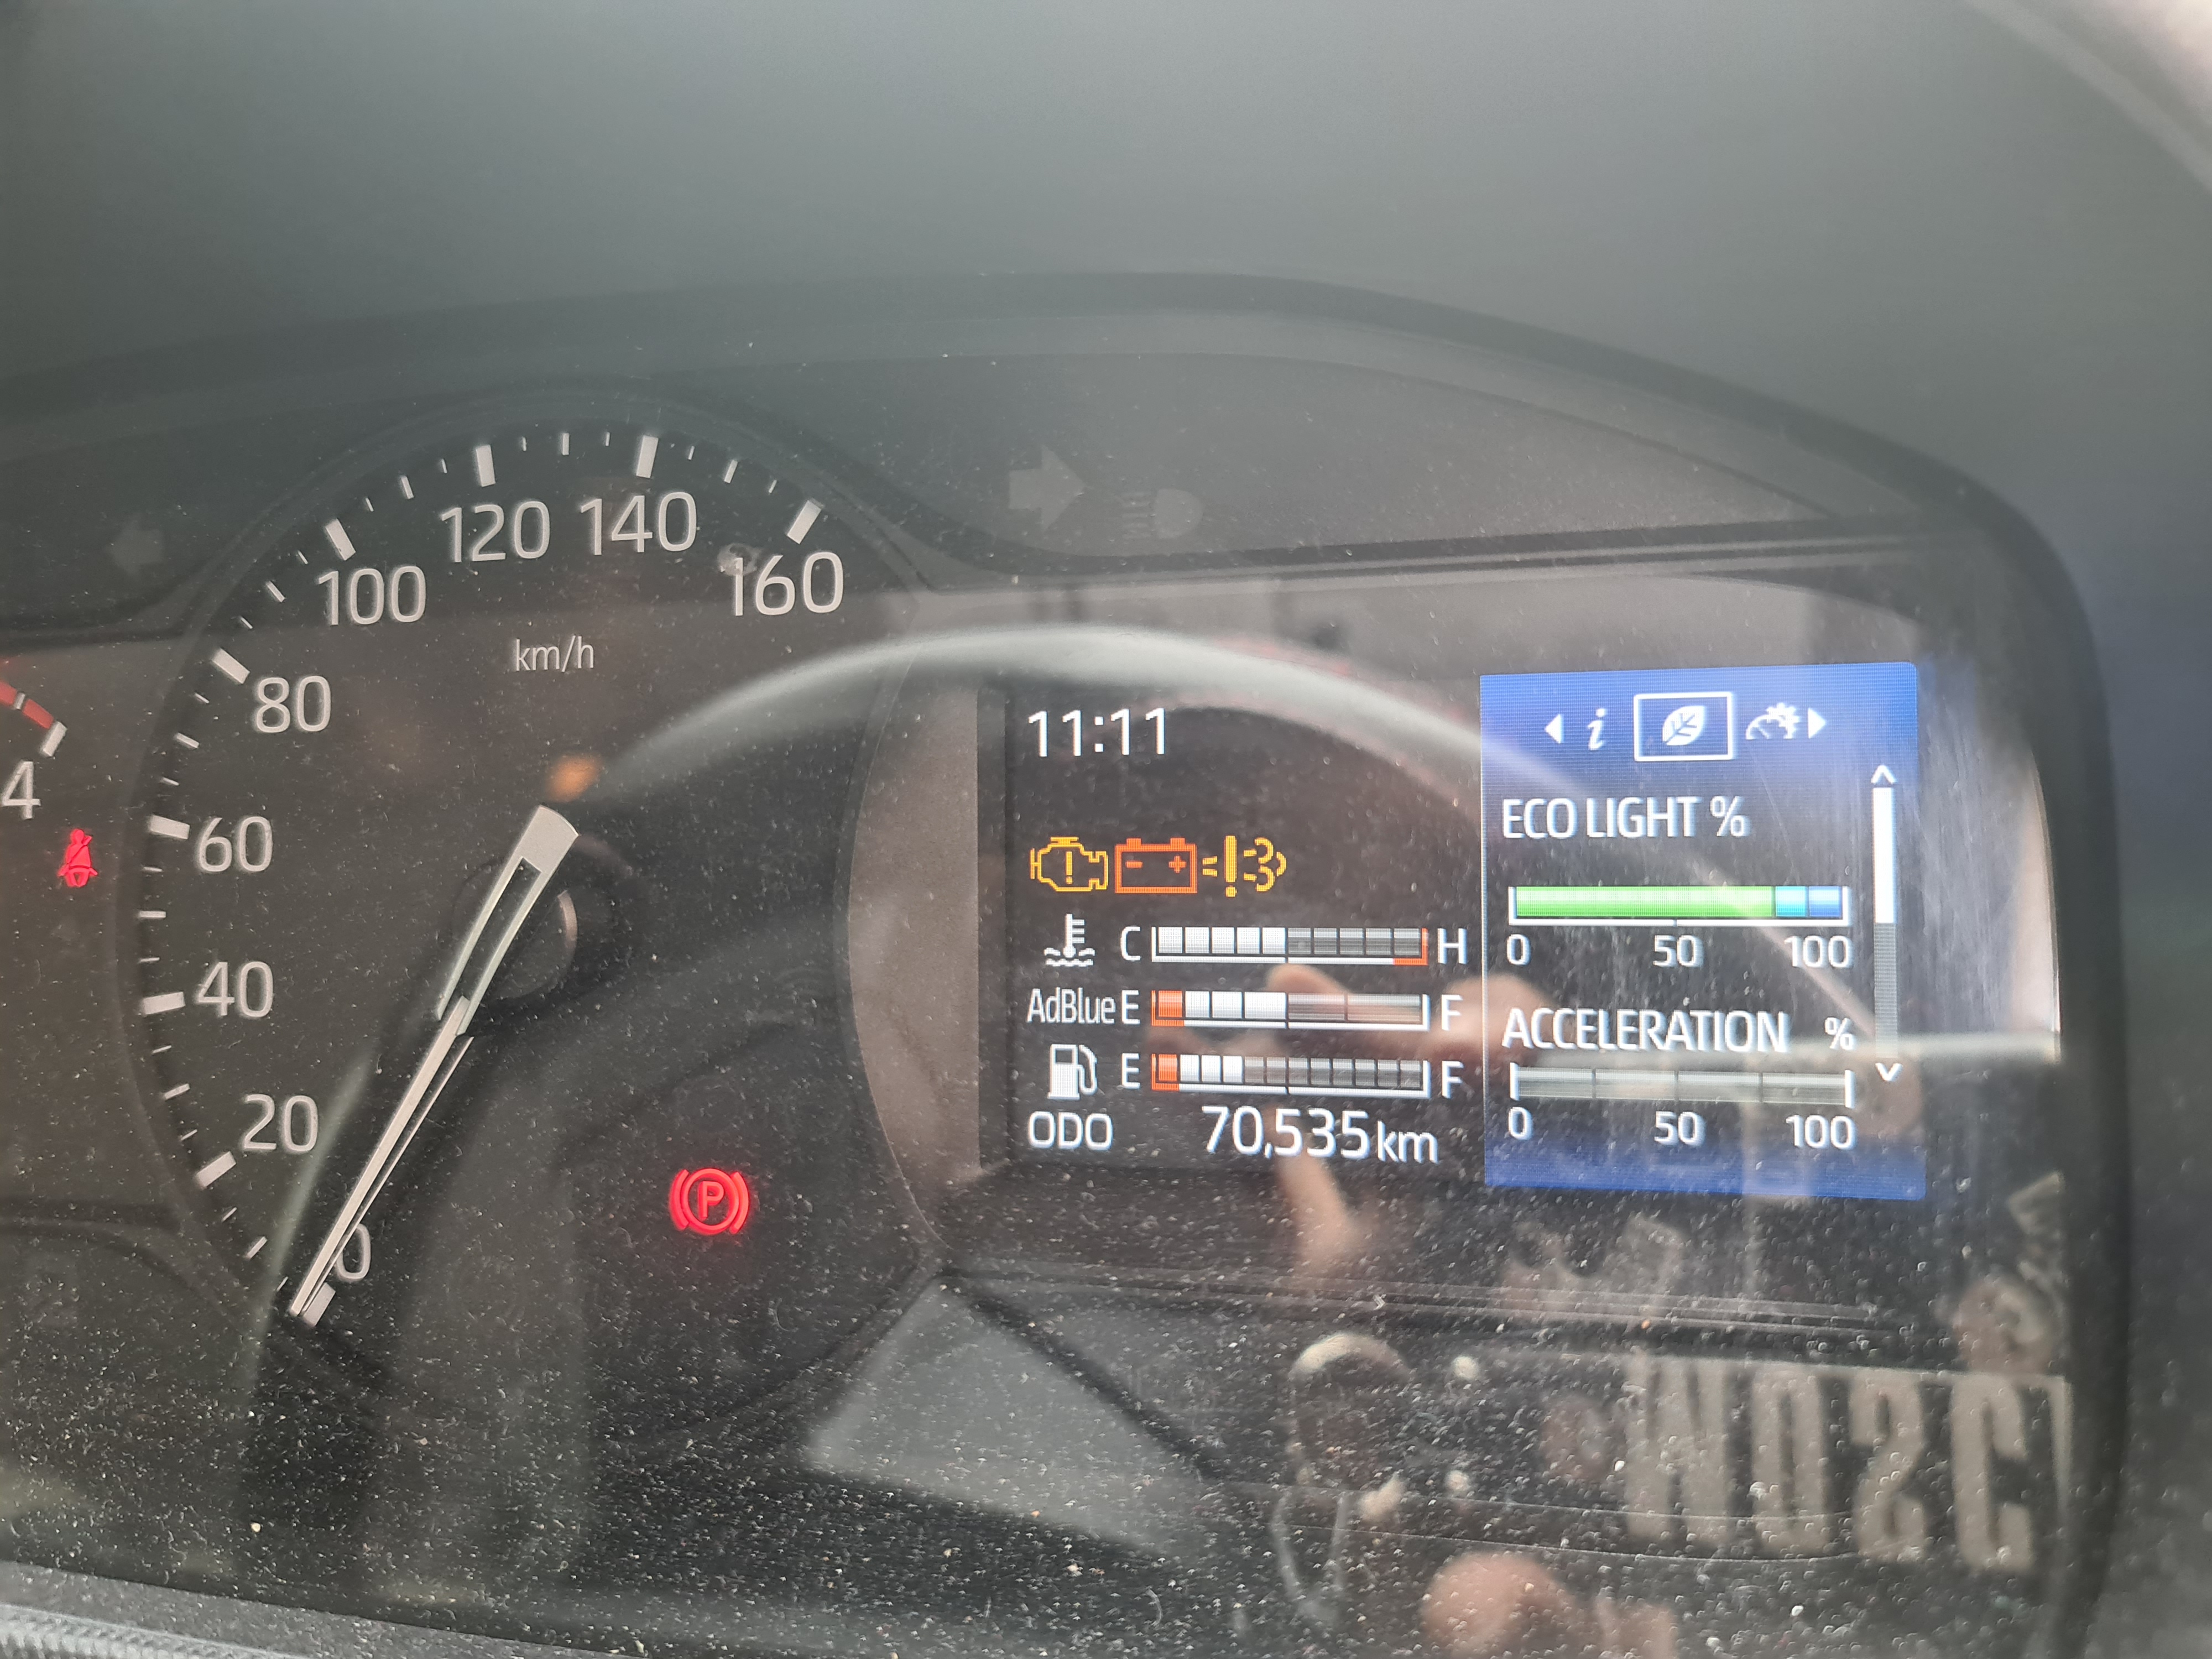 120 140
100 160
km/h
80
4
60
40
20
0
P
11:11
C H
AdBlue E F
E F
ODO 70,535 km
i
ECO LIGHT %
0 50 100
ACCELERATION %
0 50 100